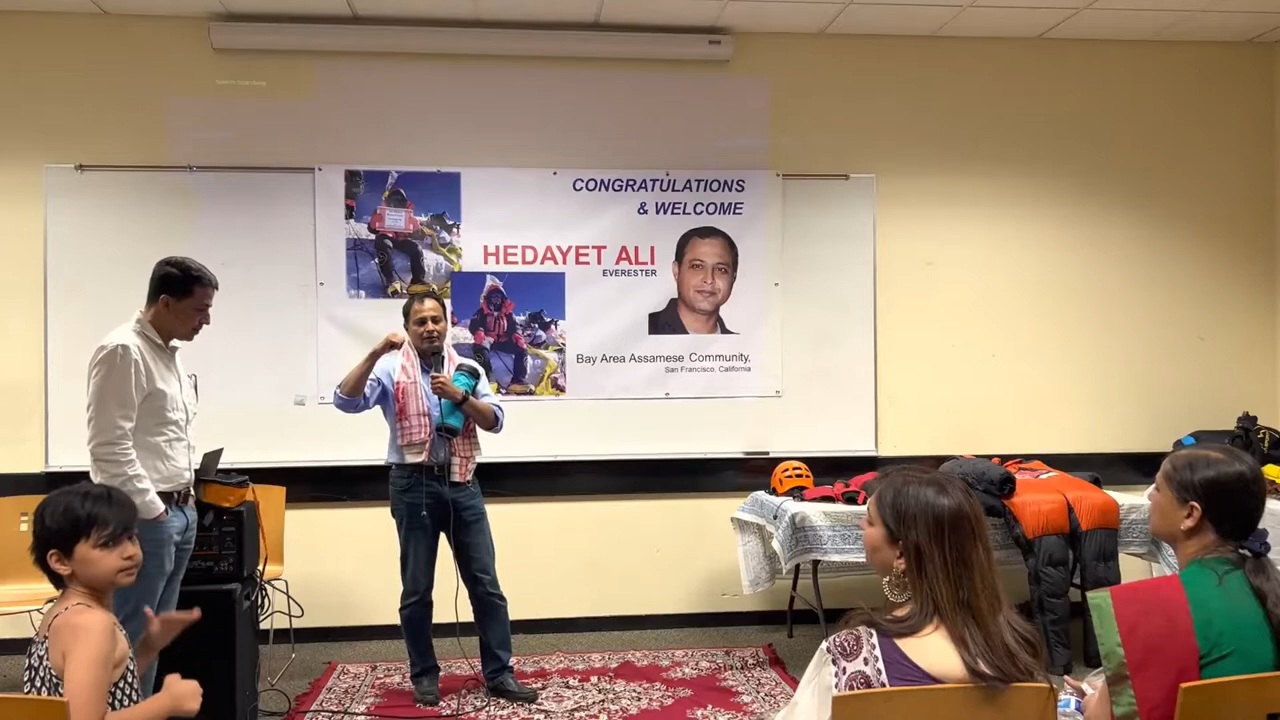 CONGRATULATIONS
& WELCOME
HEDAYET ALI
EVERESTER
Bay Area Assamese Community,
San Francisco, California